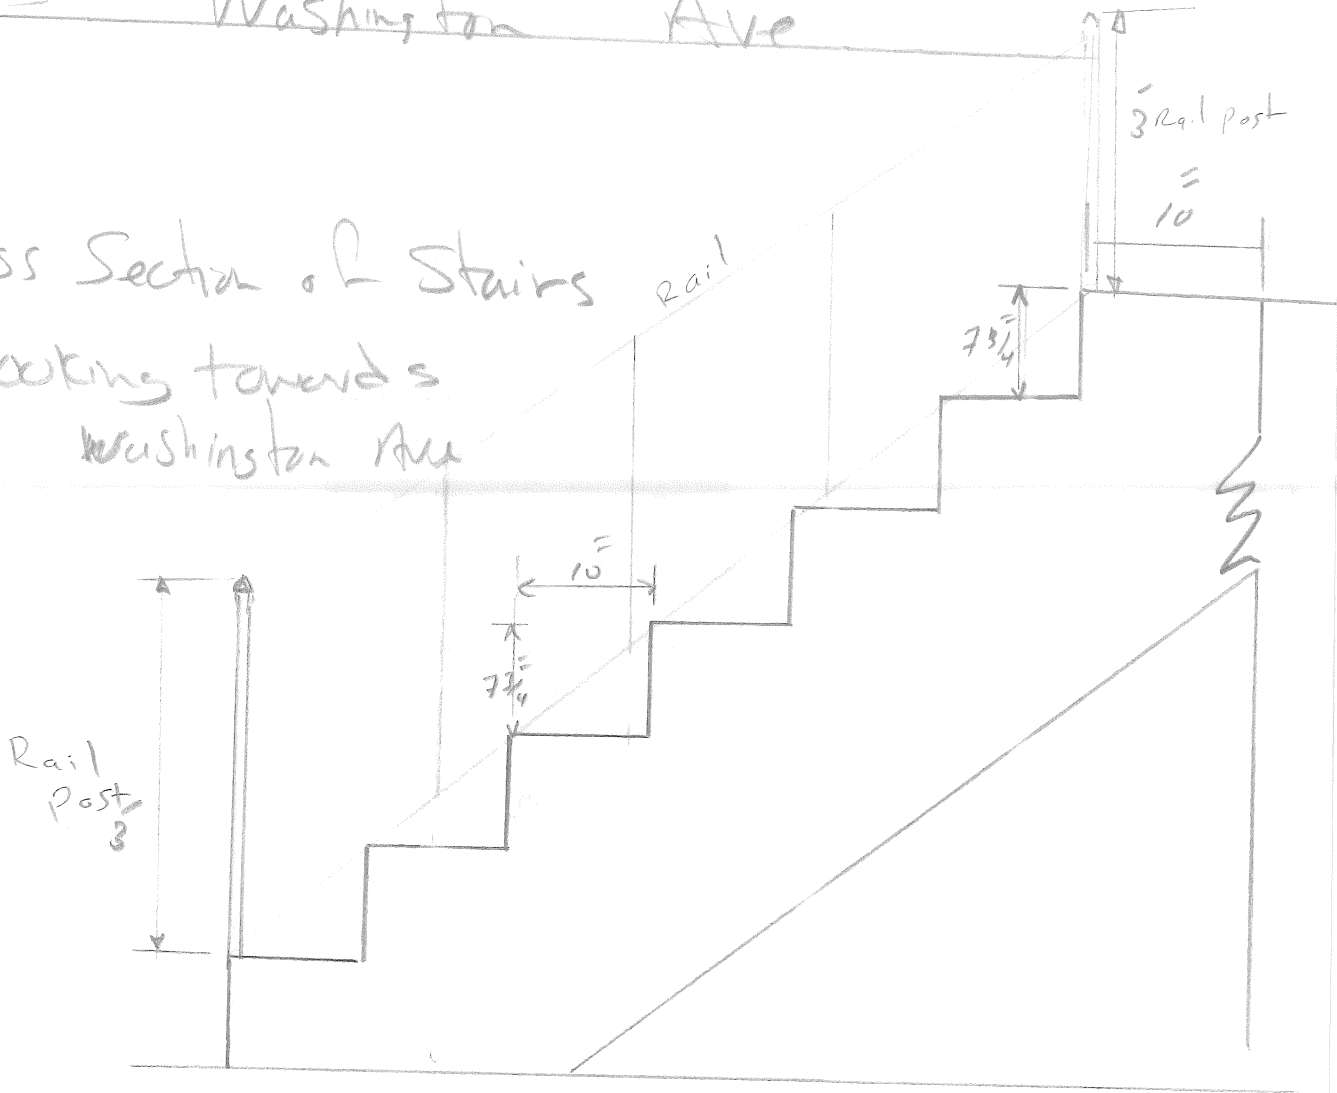 Washington Ave
3' Rail post
10"
ss Section of Stairs
Rail
7 3/4"
ooking towards
Washington Ave
10"
7 3/4"
Rail
Post
3'